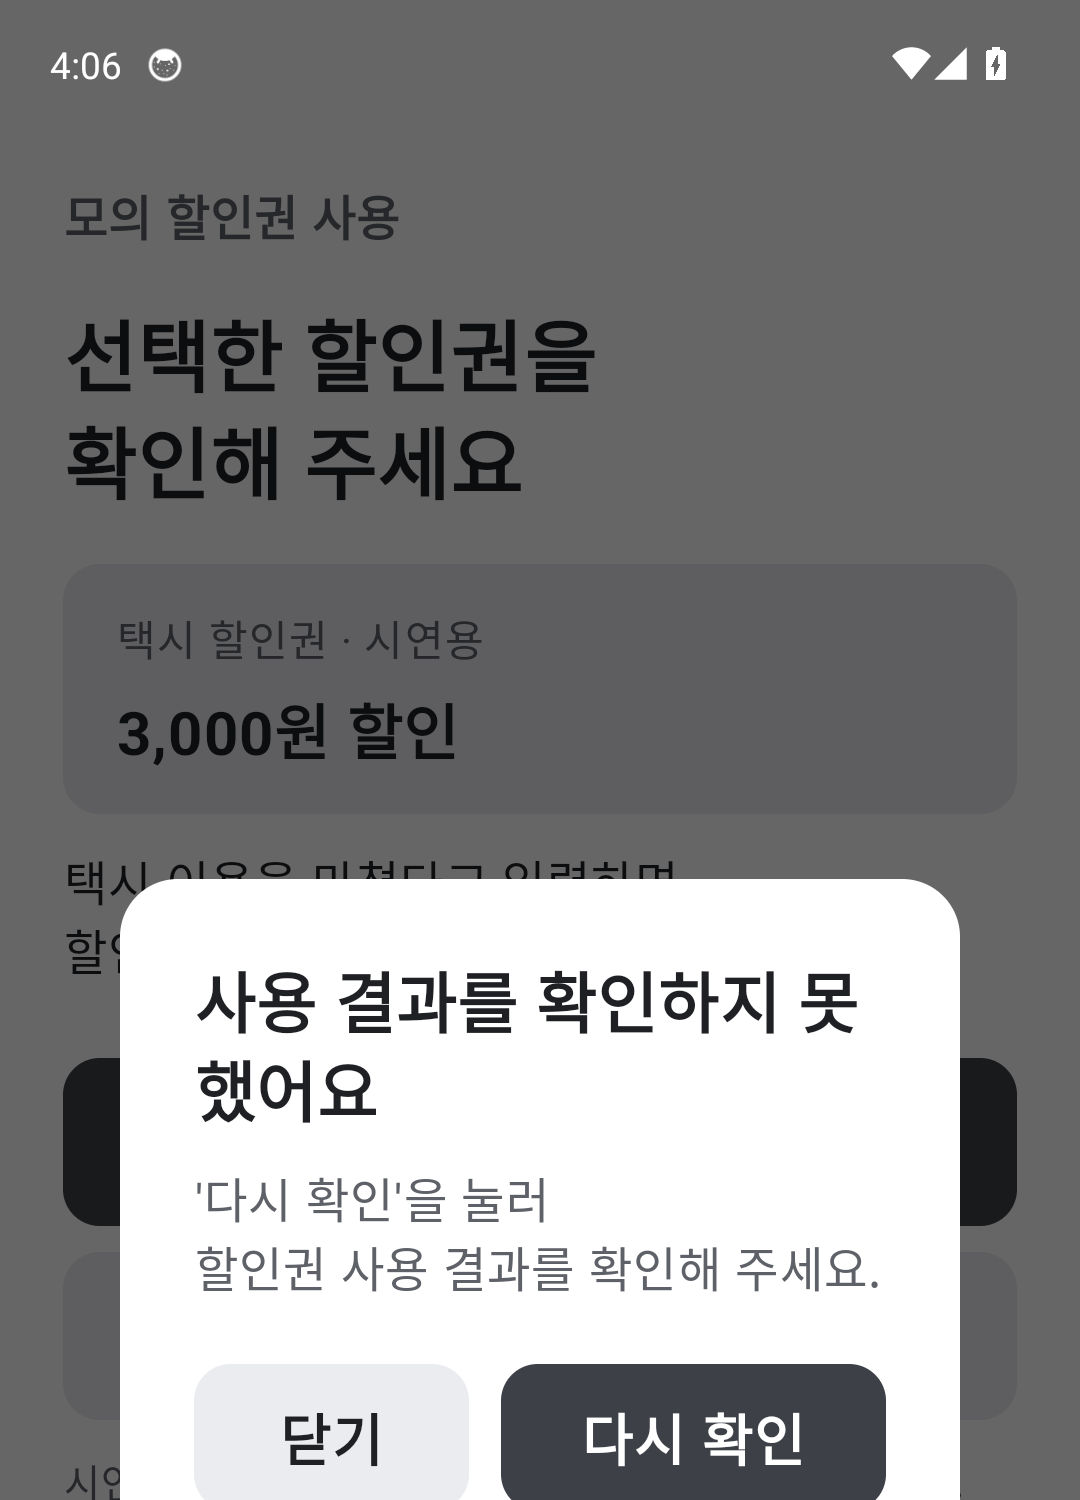 4:06
모의 할인권 사용
선택한 할인권을
확인해 주세요
택시 할인권 · 시연용
3,000원 할인
택시
사용 결과를 확인하지 못
했어요
'다시 확인'을 눌러
할인권 사용 결과를 확인해 주세요.
닫기
다시 확인